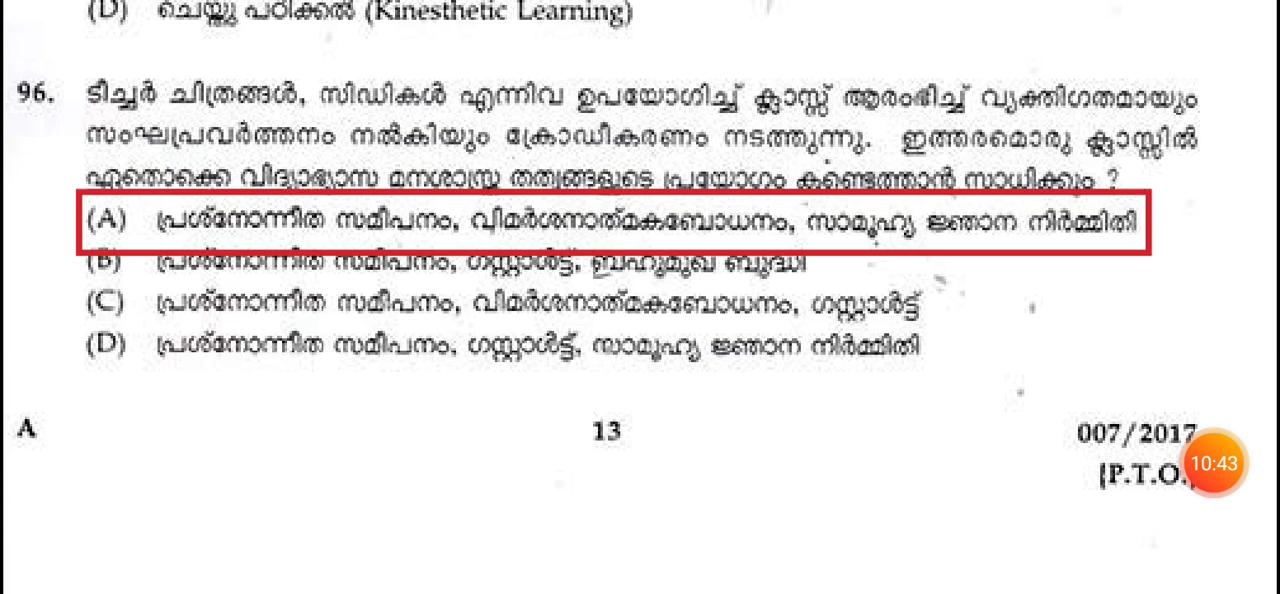 (D) ചെയ്തു പഠിക്കൽ (Kinesthetic Learning)
96. ടീച്ചർ ചിത്രങ്ങൾ, സിഡികൾ എന്നിവ ഉപയോഗിച്ച് ക്ലാസ്സ് ആരംഭിച്ച് വ്യക്തിഗതമായും
സംഘപ്രവർത്തനം നൽകിയും ക്രോഡീകരണം നടത്തുന്നു. ഇത്തരമൊരു ക്ലാസ്സിൽ
ഏതൊക്കെ വിദ്യാഭ്യാസ മനശാസ്ത്ര തത്വങ്ങളുടെ പ്രയോഗം കണ്ടെത്താൻ സാധിക്കും ?
(A) പ്രശ്നോന്നീത സമീപനം, വിമർശനാത്മകബോധനം, സാമൂഹ്യ ജ്ഞാന നിർമ്മിതി
(B) പ്രശ്നോന്നീത സമീപനം, ഗസ്റ്റാൾട്ട്, ബഹുമുഖ ബുദ്ധി
(C) പ്രശ്നോന്നീത സമീപനം, വിമർശനാത്മകബോധനം, ഗസ്റ്റാൾട്ട്
(D) പ്രശ്നോന്നീത സമീപനം, ഗസ്റ്റാൾട്ട്, സാമൂഹ്യ ജ്ഞാന നിർമ്മിതി
A 13 007/2017
[P.T.O.
10:43